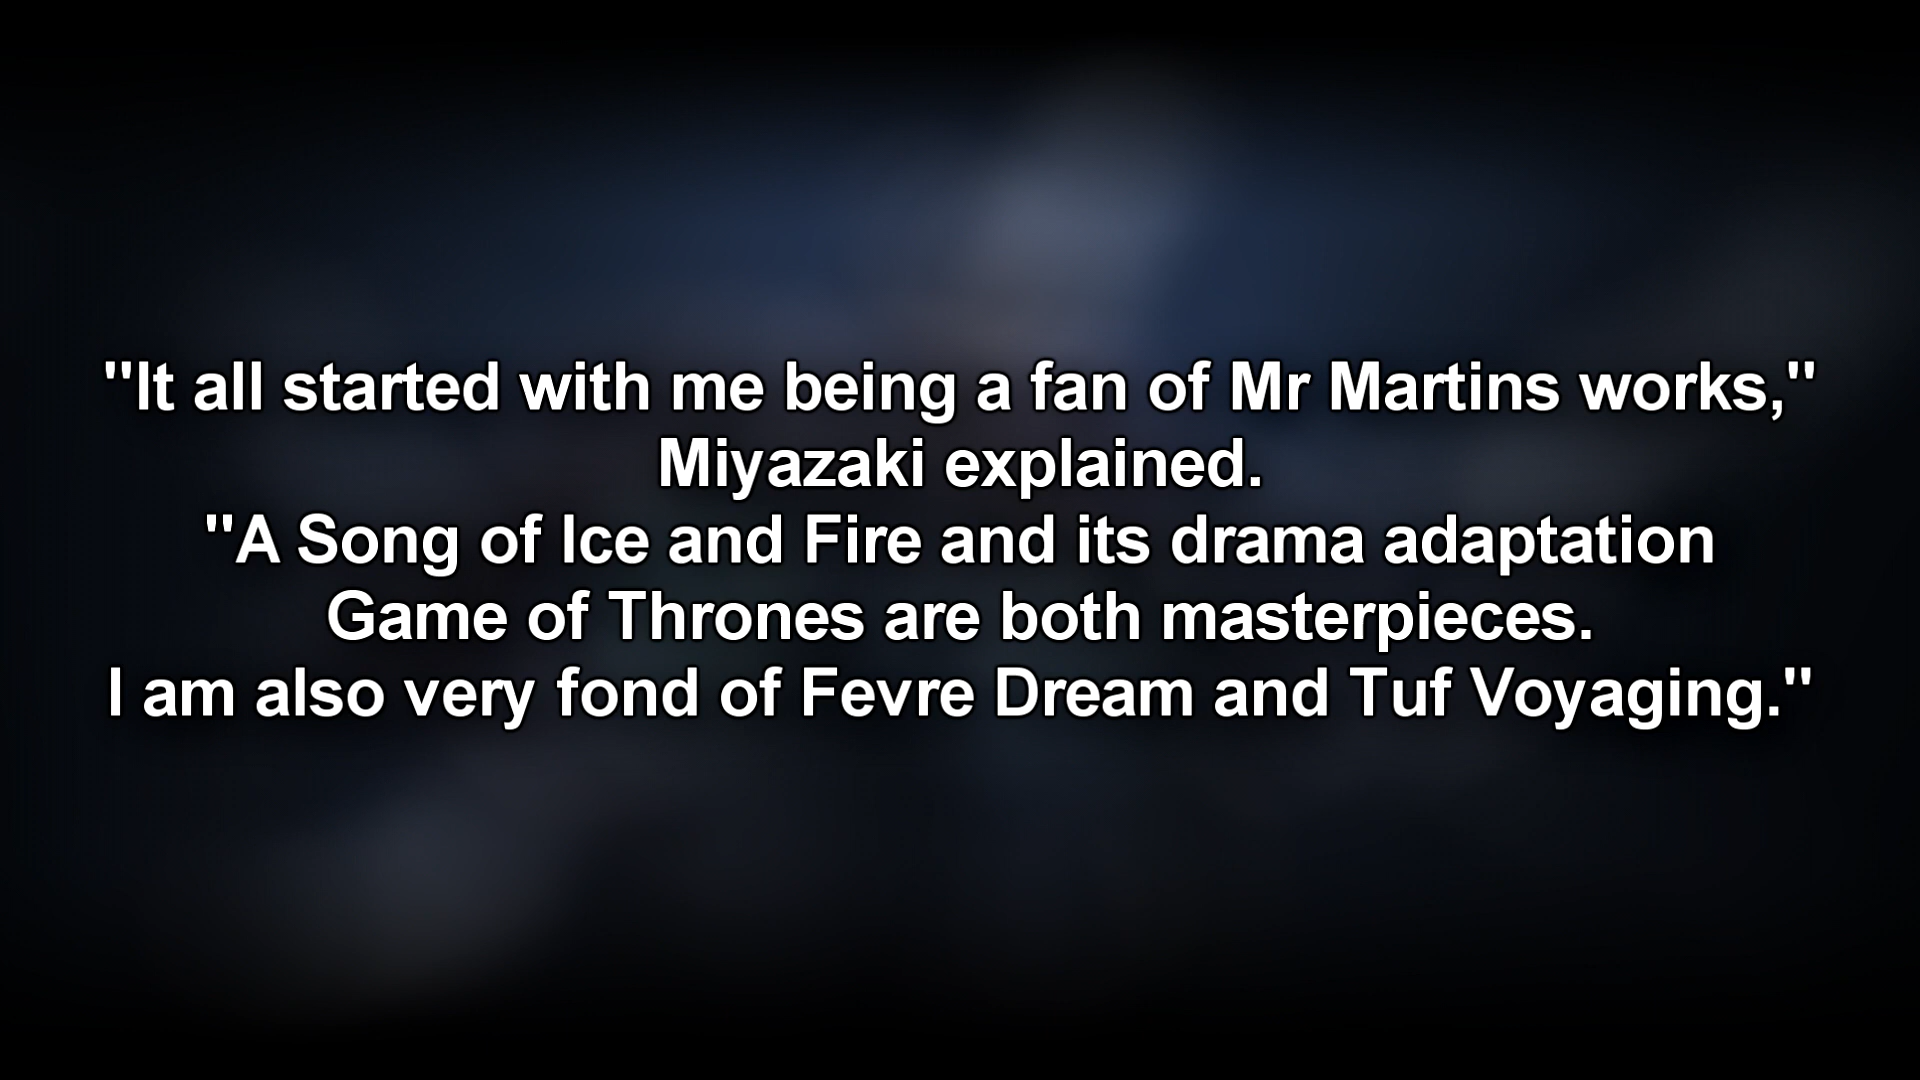 "It all started with me being a fan of Mr Martins works,"
Miyazaki explained.
"A Song of Ice and Fire and its drama adaptation
Game of Thrones are both masterpieces.
I am also very fond of Fevre Dream and Tuf Voyaging."